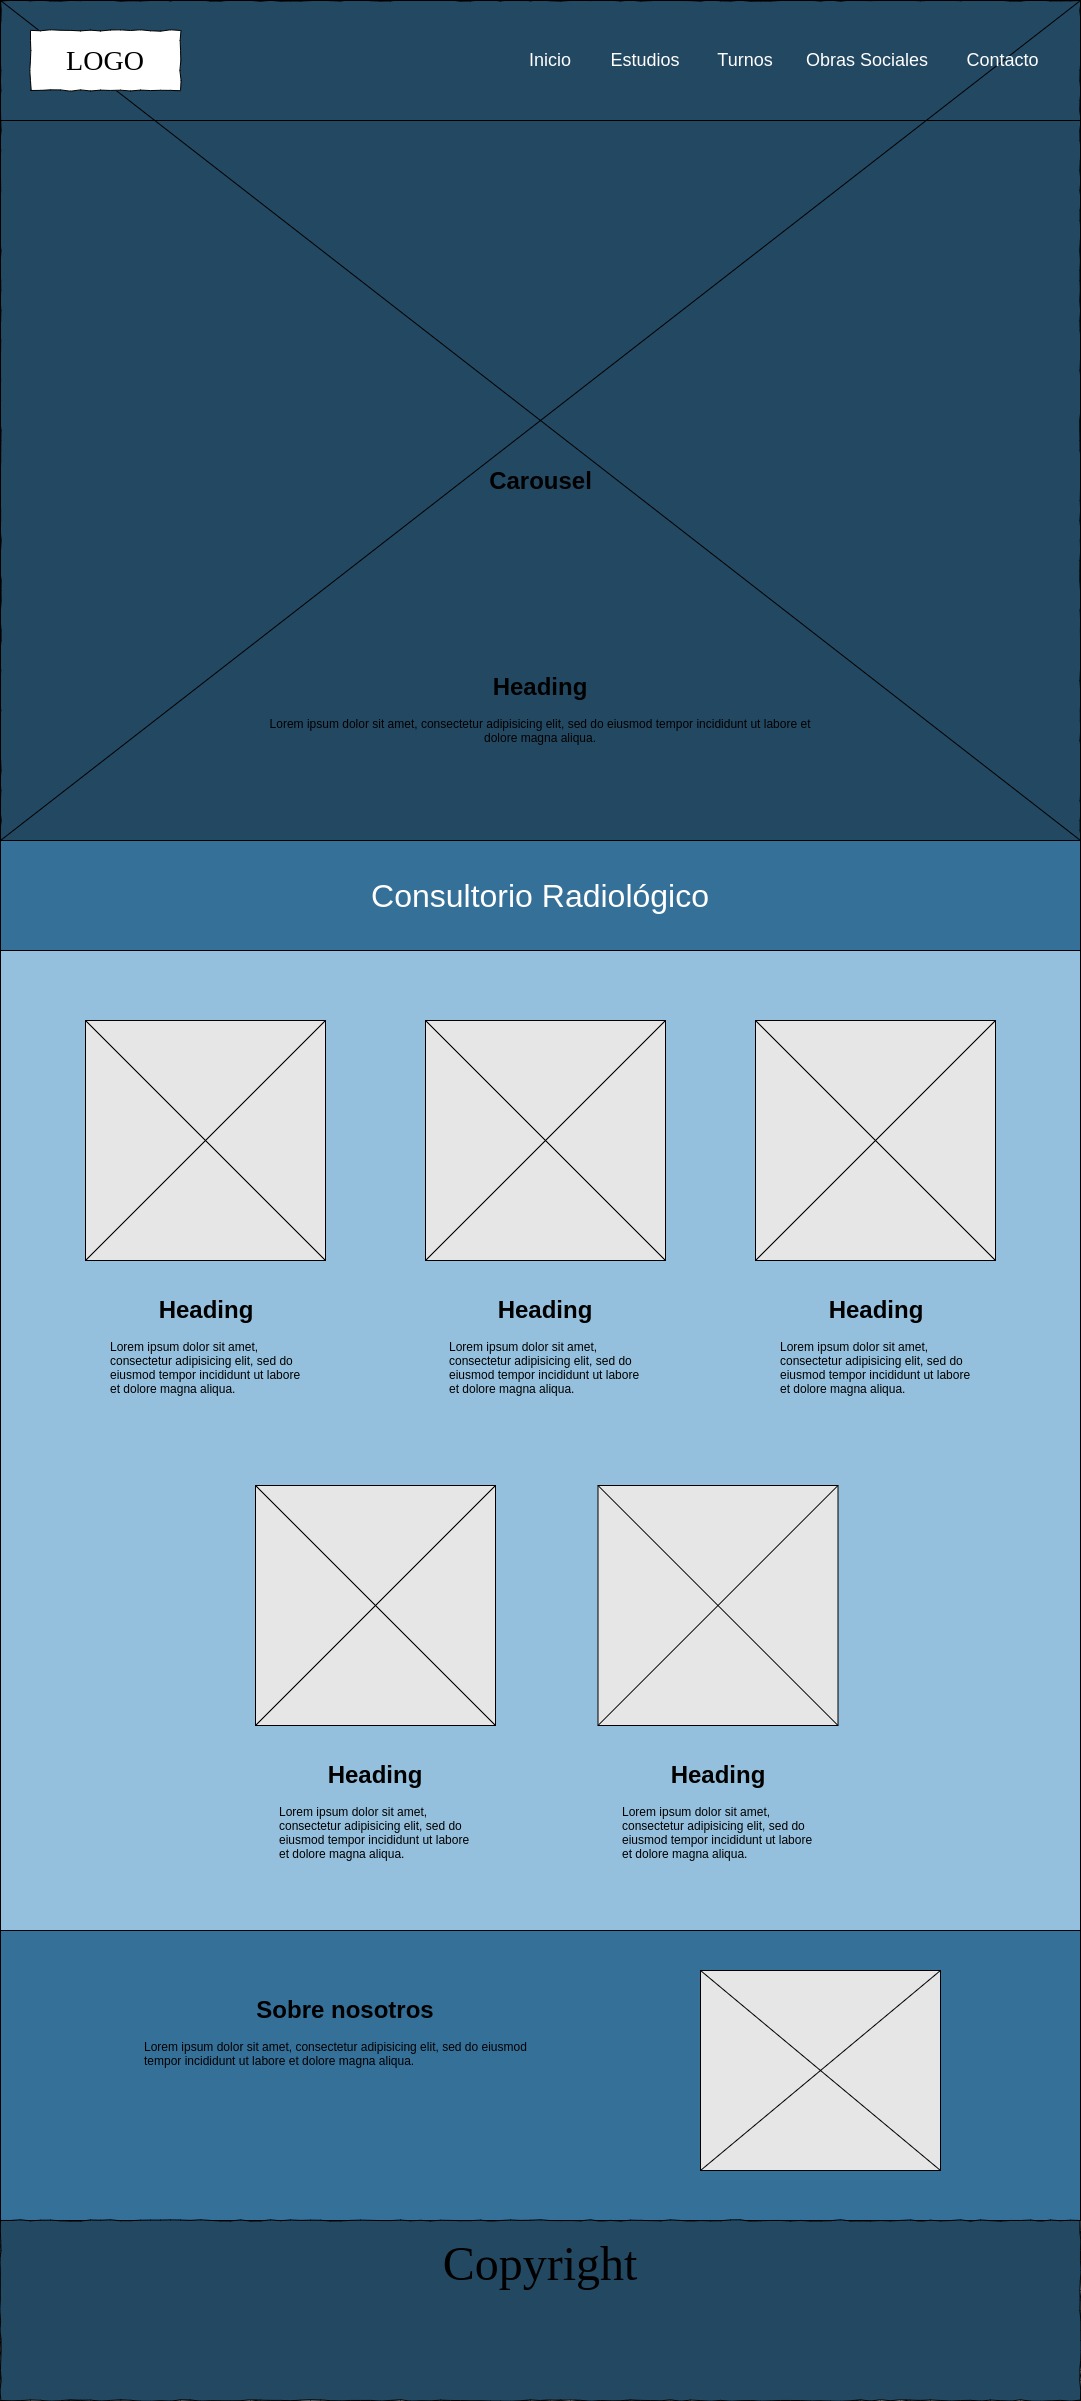 LOGO
Inicio Estudios Turnos Obras Sociales Contacto
Carousel
Heading
Lorem ipsum dolor sit amet, consectetur adipisicing elit, sed do eiusmod tempor incididunt ut labore et
dolore magna aliqua.
Consultorio Radiológico
Heading
Lorem ipsum dolor sit amet,
consectetur adipisicing elit, sed do
eiusmod tempor incididunt ut labore
et dolore magna aliqua.
Heading
Lorem ipsum dolor sit amet,
consectetur adipisicing elit, sed do
eiusmod tempor incididunt ut labore
et dolore magna aliqua.
Heading
Lorem ipsum dolor sit amet,
consectetur adipisicing elit, sed do
eiusmod tempor incididunt ut labore
et dolore magna aliqua.
Heading
Lorem ipsum dolor sit amet,
consectetur adipisicing elit, sed do
eiusmod tempor incididunt ut labore
et dolore magna aliqua.
Heading
Lorem ipsum dolor sit amet,
consectetur adipisicing elit, sed do
eiusmod tempor incididunt ut labore
et dolore magna aliqua.
Sobre nosotros
Lorem ipsum dolor sit amet, consectetur adipisicing elit, sed do eiusmod
tempor incididunt ut labore et dolore magna aliqua.
Copyright